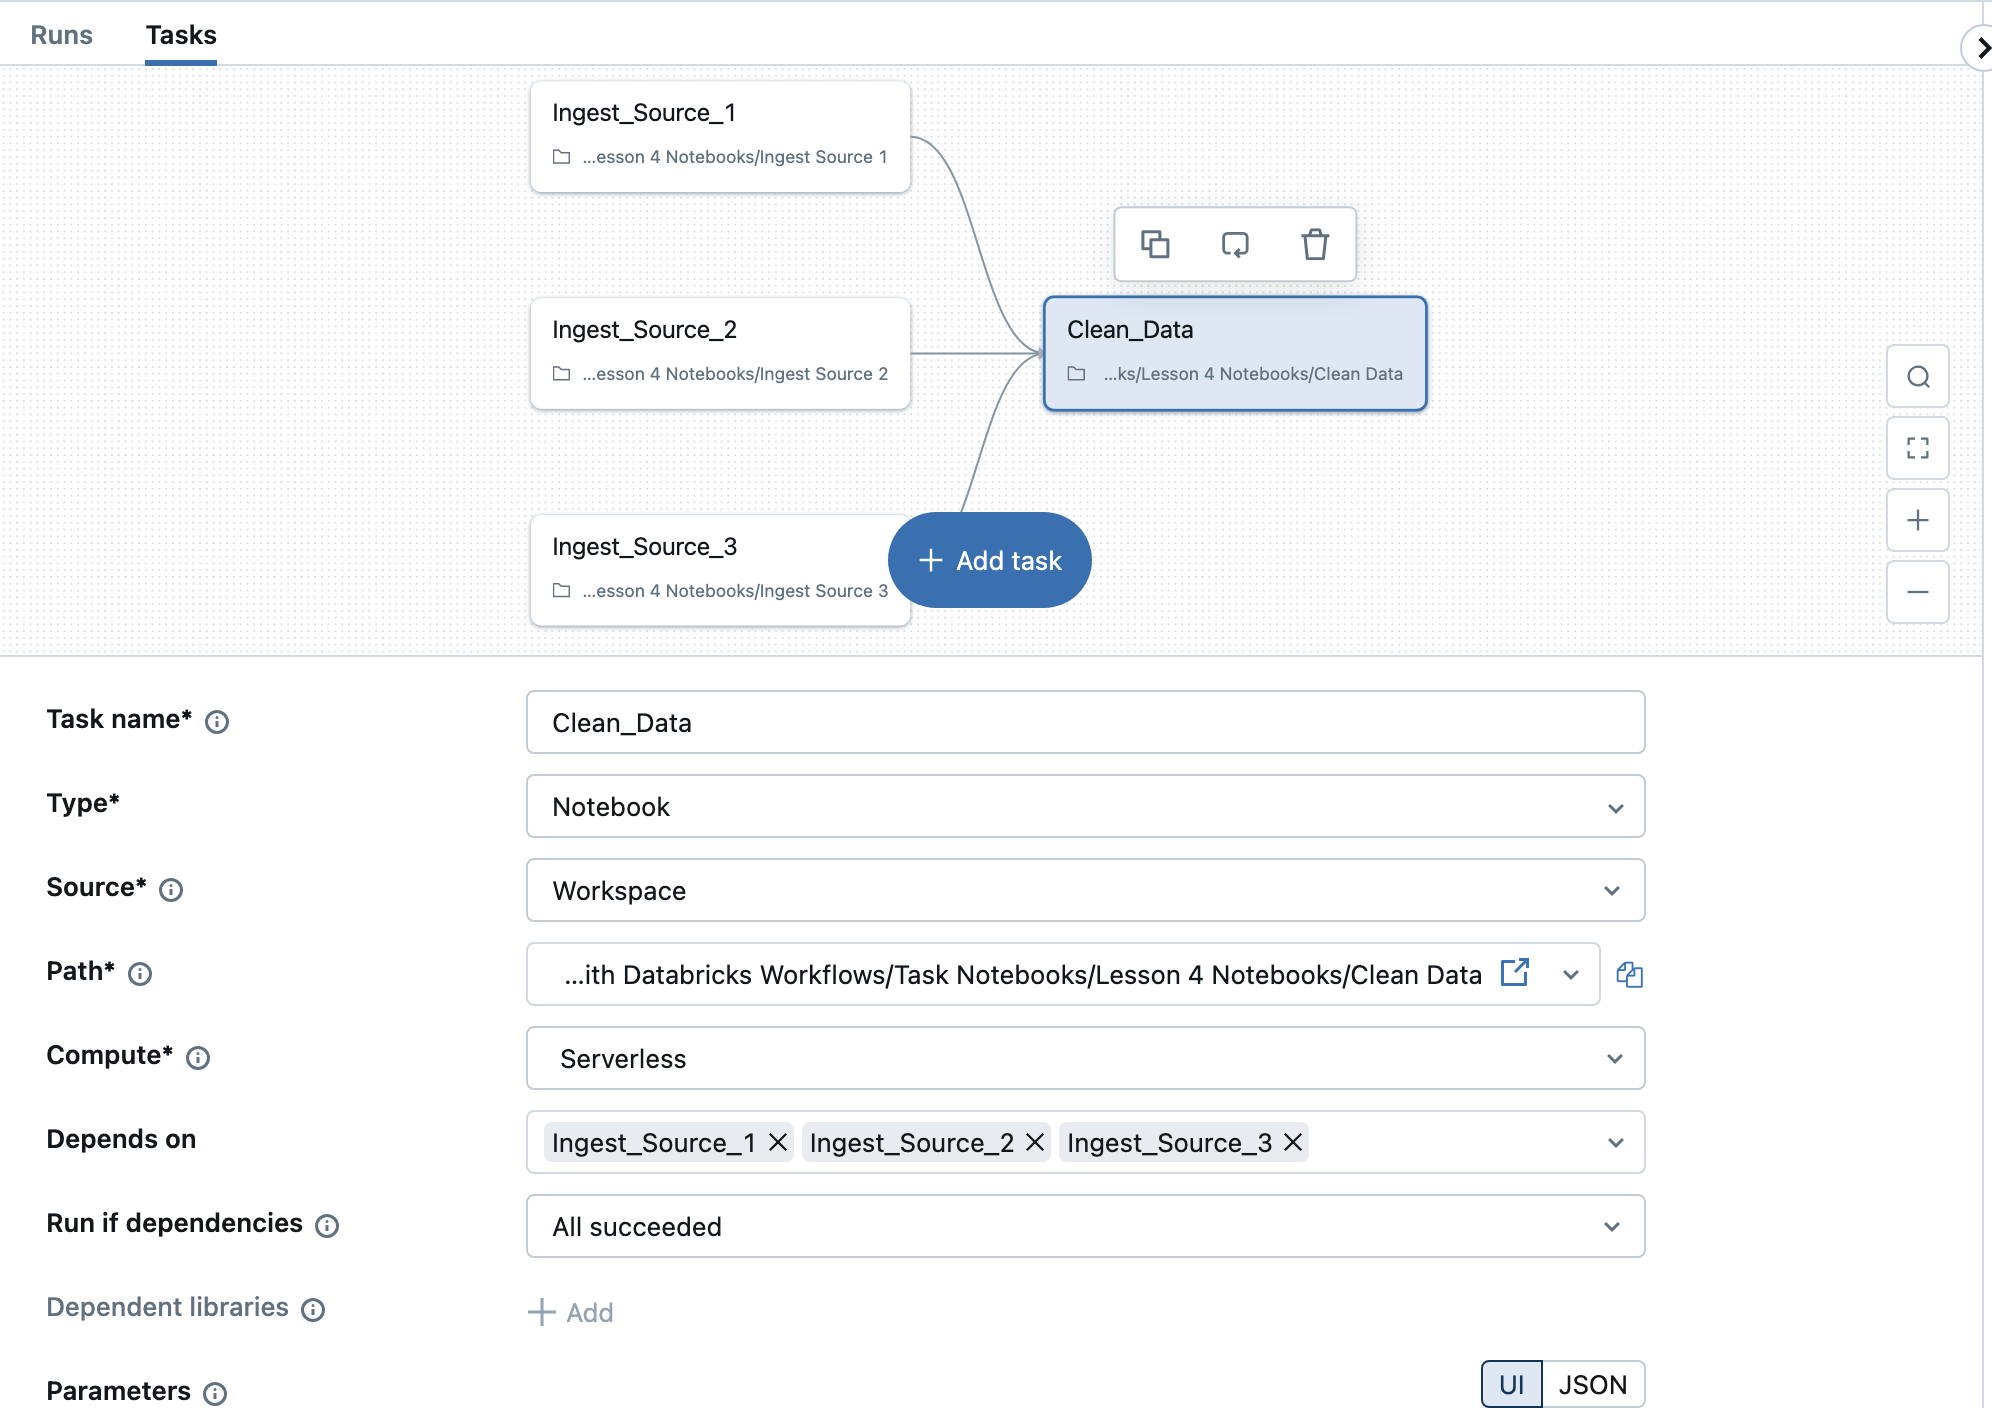 Runs Tasks
Ingest_Source_1
...esson 4 Notebooks/Ingest Source 1
Ingest_Source_2
...esson 4 Notebooks/Ingest Source 2
Clean_Data
...ks/Lesson 4 Notebooks/Clean Data
Ingest_Source_3
...esson 4 Notebooks/Ingest Source 3
Add task
Task name* Clean_Data
Type* Notebook
Source* Workspace
Path* ...ith Databricks Workflows/Task Notebooks/Lesson 4 Notebooks/Clean Data
Compute* Serverless
Depends on Ingest_Source_1 Ingest_Source_2 Ingest_Source_3
Run if dependencies All succeeded
Dependent libraries + Add
Parameters UI JSON